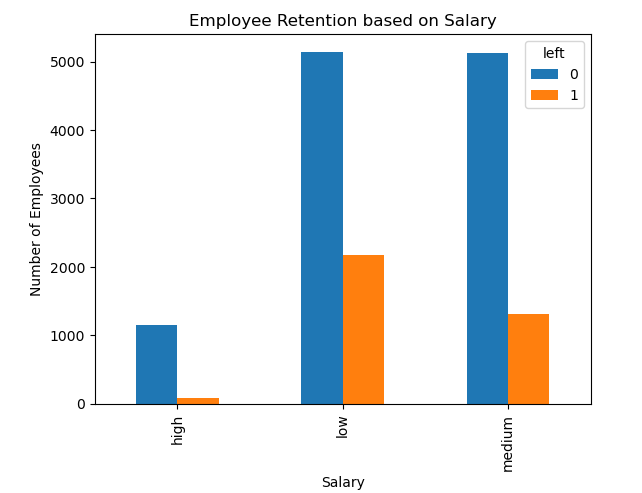 Employee Retention based on Salary
left
0
1
Number of Employees
5000
4000
3000
2000
1000
0
high
low
medium
Salary